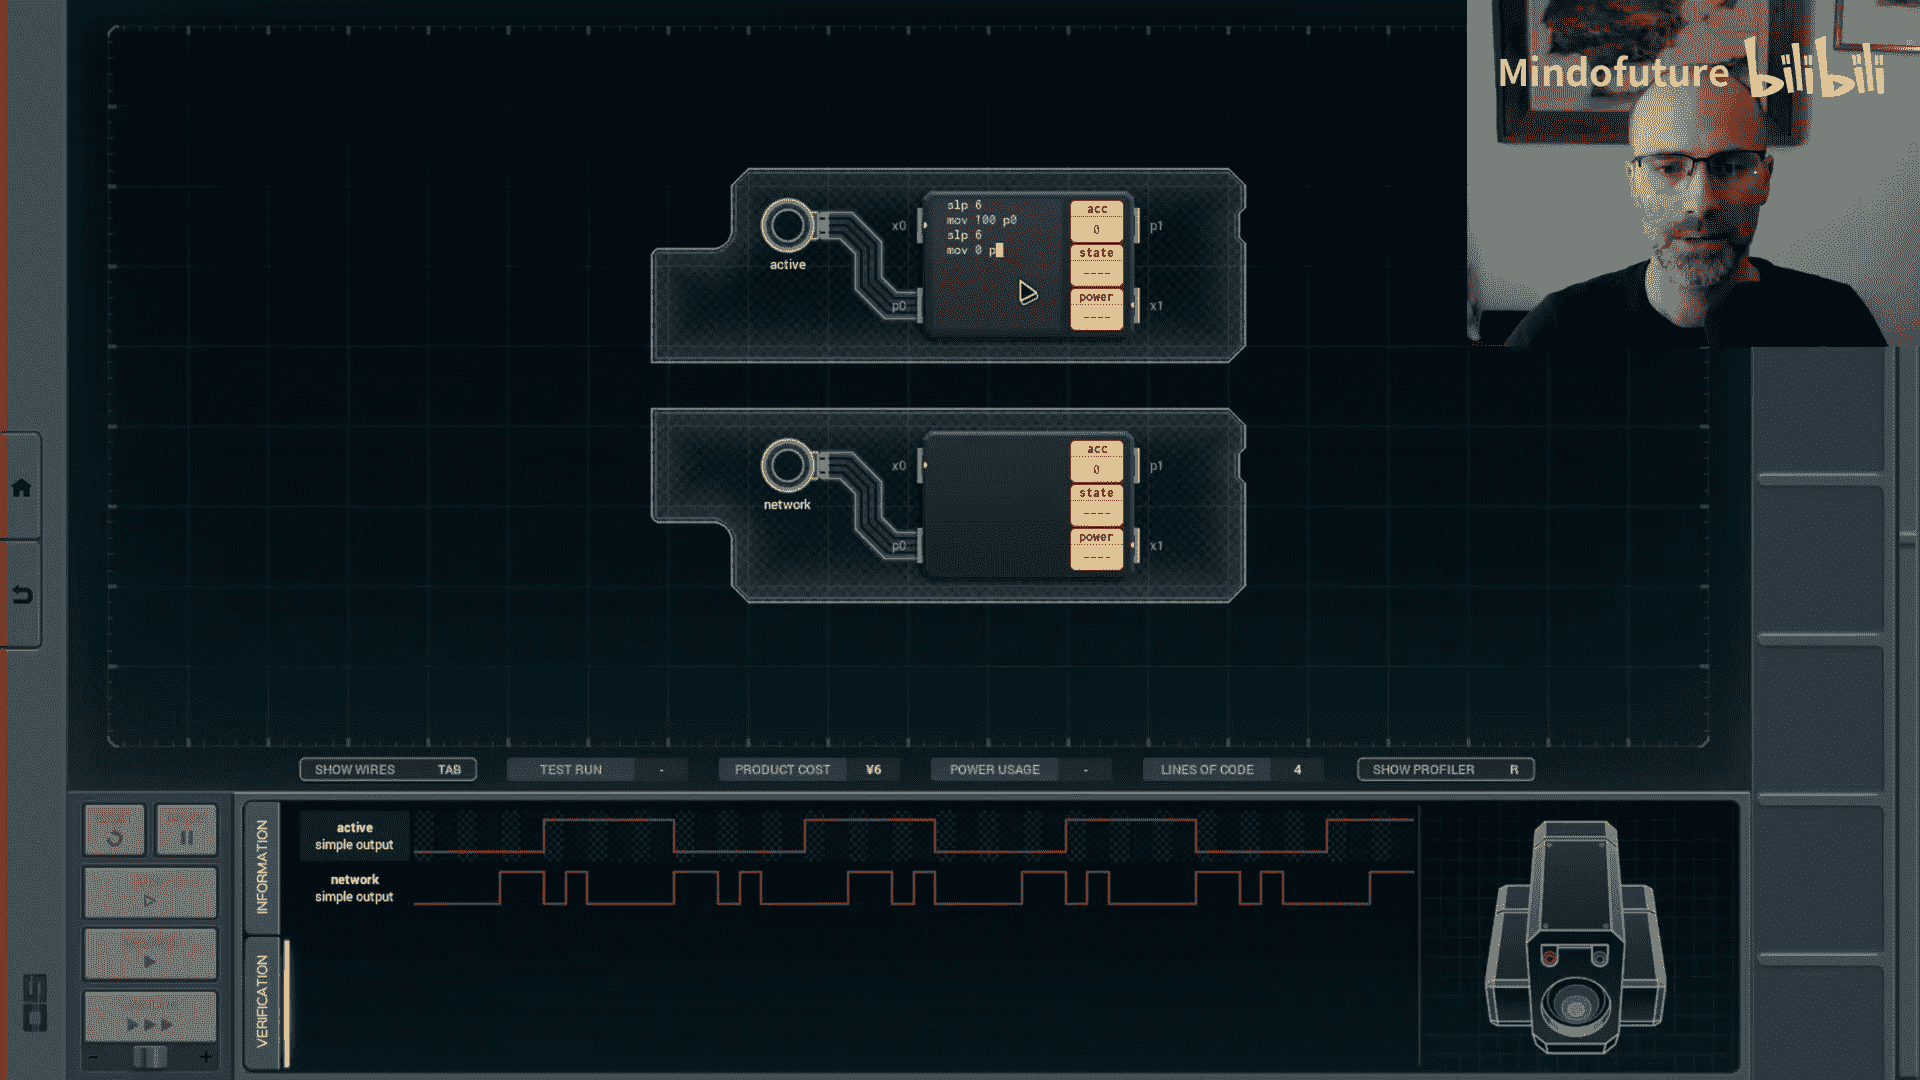 Mindofuture bilibili
active
x0
p0
slp 6
mov 100 p0
slp 6
mov 0 p
acc
0
state
----
power
----
p1
x1
network
x0
p0
acc
0
state
----
power
----
p1
x1
SHOW WIRES TAB
TEST RUN -
PRODUCT COST ¥6
POWER USAGE -
LINES OF CODE 4
SHOW PROFILER R
INFORMATION
VERIFICATION
active
simple output
network
simple output
- +